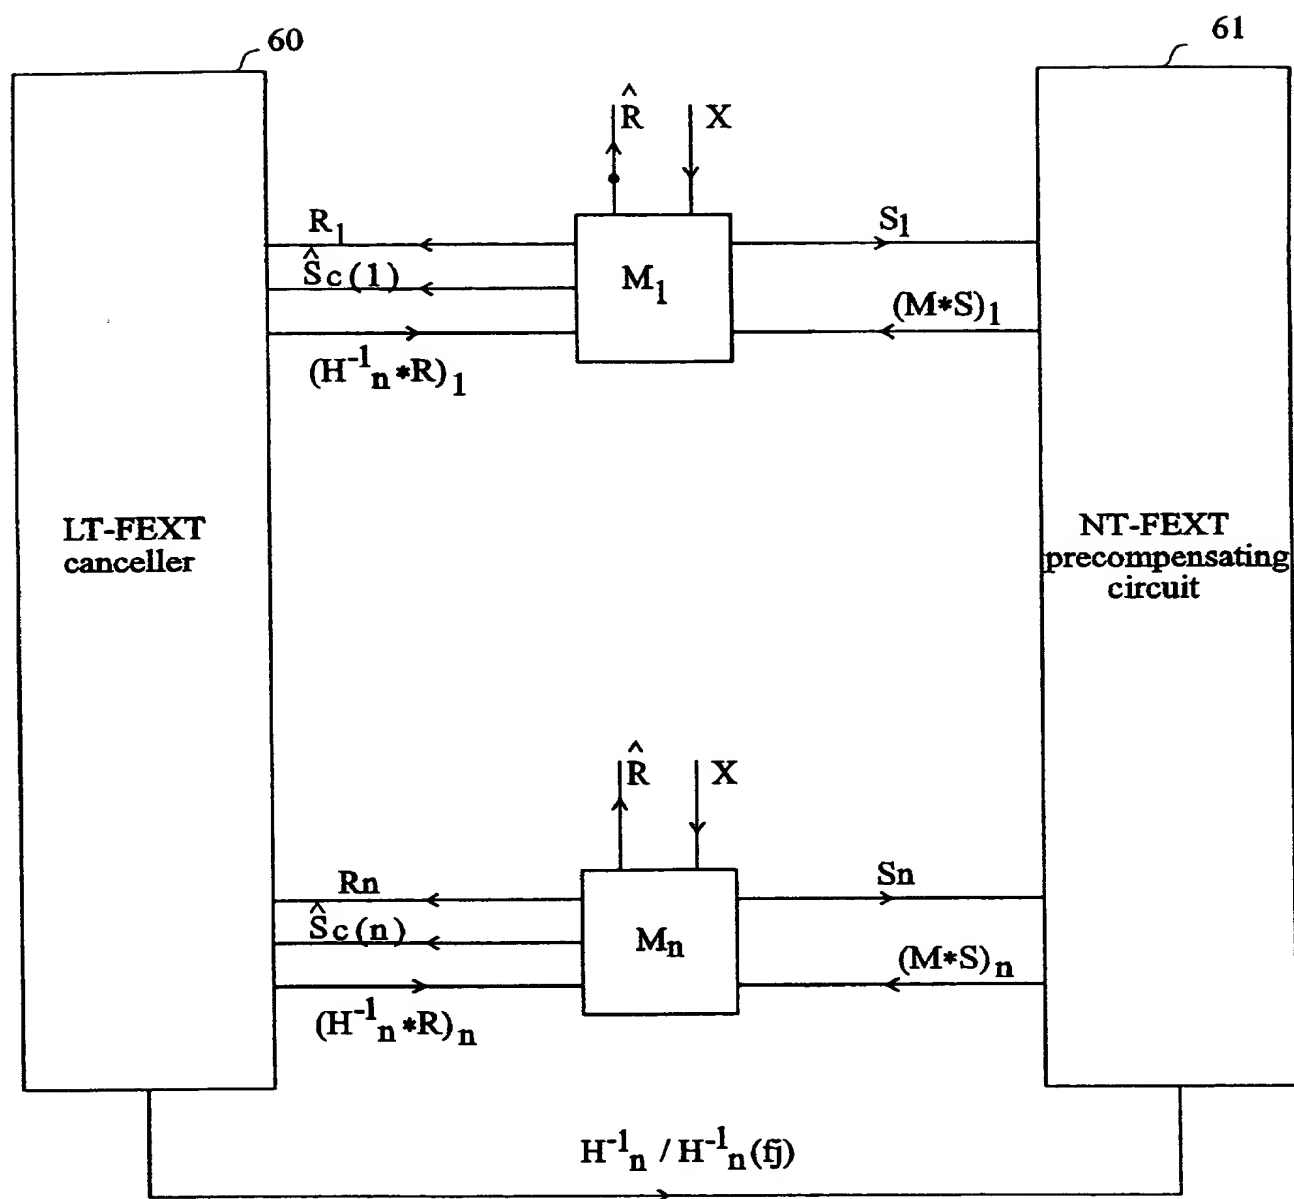 60
61
R̂
X
R₁
Ŝc(1)
(H⁻¹ₙ*R)₁
M₁
S₁
(M*S)₁
LT-FEXT
canceller
NT-FEXT
precompensating
circuit
R̂
X
Rn
Ŝc(n)
(H⁻¹ₙ*R)ₙ
Mₙ
Sn
(M*S)ₙ
H⁻¹ₙ / H⁻¹ₙ(fj)